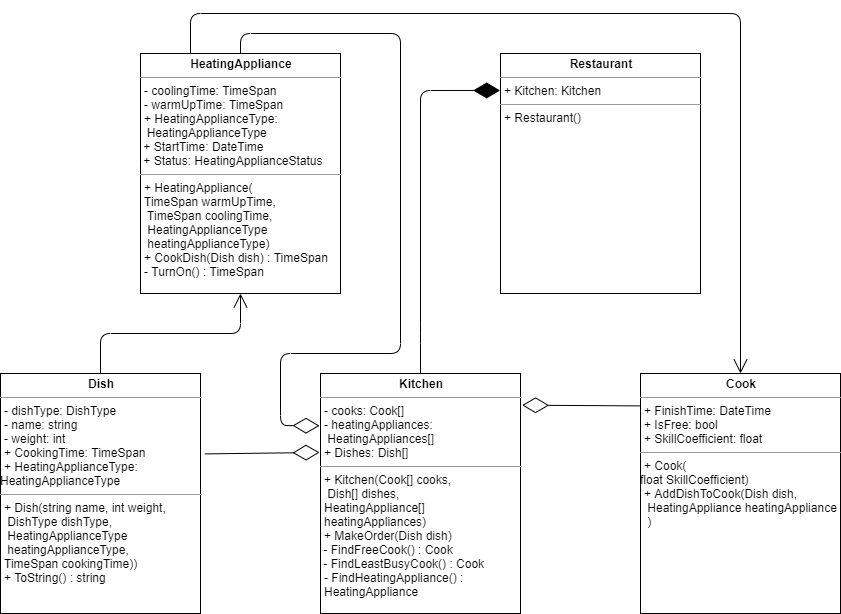 HeatingAppliance
- coolingTime: TimeSpan
- warmUpTime: TimeSpan
+ HeatingApplianceType:
HeatingApplianceType
+ StartTime: DateTime
+ Status: HeatingApplianceStatus
+ HeatingAppliance(
TimeSpan warmUpTime,
TimeSpan coolingTime,
HeatingApplianceType
heatingApplianceType)
+ CookDish(Dish dish) : TimeSpan
- TurnOn() : TimeSpan
Restaurant
+ Kitchen: Kitchen
+ Restaurant()
Dish
- dishType: DishType
- name: string
- weight: int
+ CookingTime: TimeSpan
+ HeatingApplianceType:
HeatingApplianceType
+ Dish(string name, int weight,
DishType dishType,
HeatingApplianceType
heatingApplianceType,
TimeSpan cookingTime))
+ ToString() : string
Kitchen
- cooks: Cook[]
- heatingAppliances:
HeatingAppliances[]
+ Dishes: Dish[]
+ Kitchen(Cook[] cooks,
Dish[] dishes,
HeatingAppliance[]
heatingAppliances)
+ MakeOrder(Dish dish)
- FindFreeCook() : Cook
- FindLeastBusyCook() : Cook
- FindHeatingAppliance() :
HeatingAppliance
Cook
+ FinishTime: DateTime
+ IsFree: bool
+ SkillCoefficient: float
+ Cook(
float SkillCoefficient)
+ AddDishToCook(Dish dish,
HeatingAppliance heatingAppliance
)